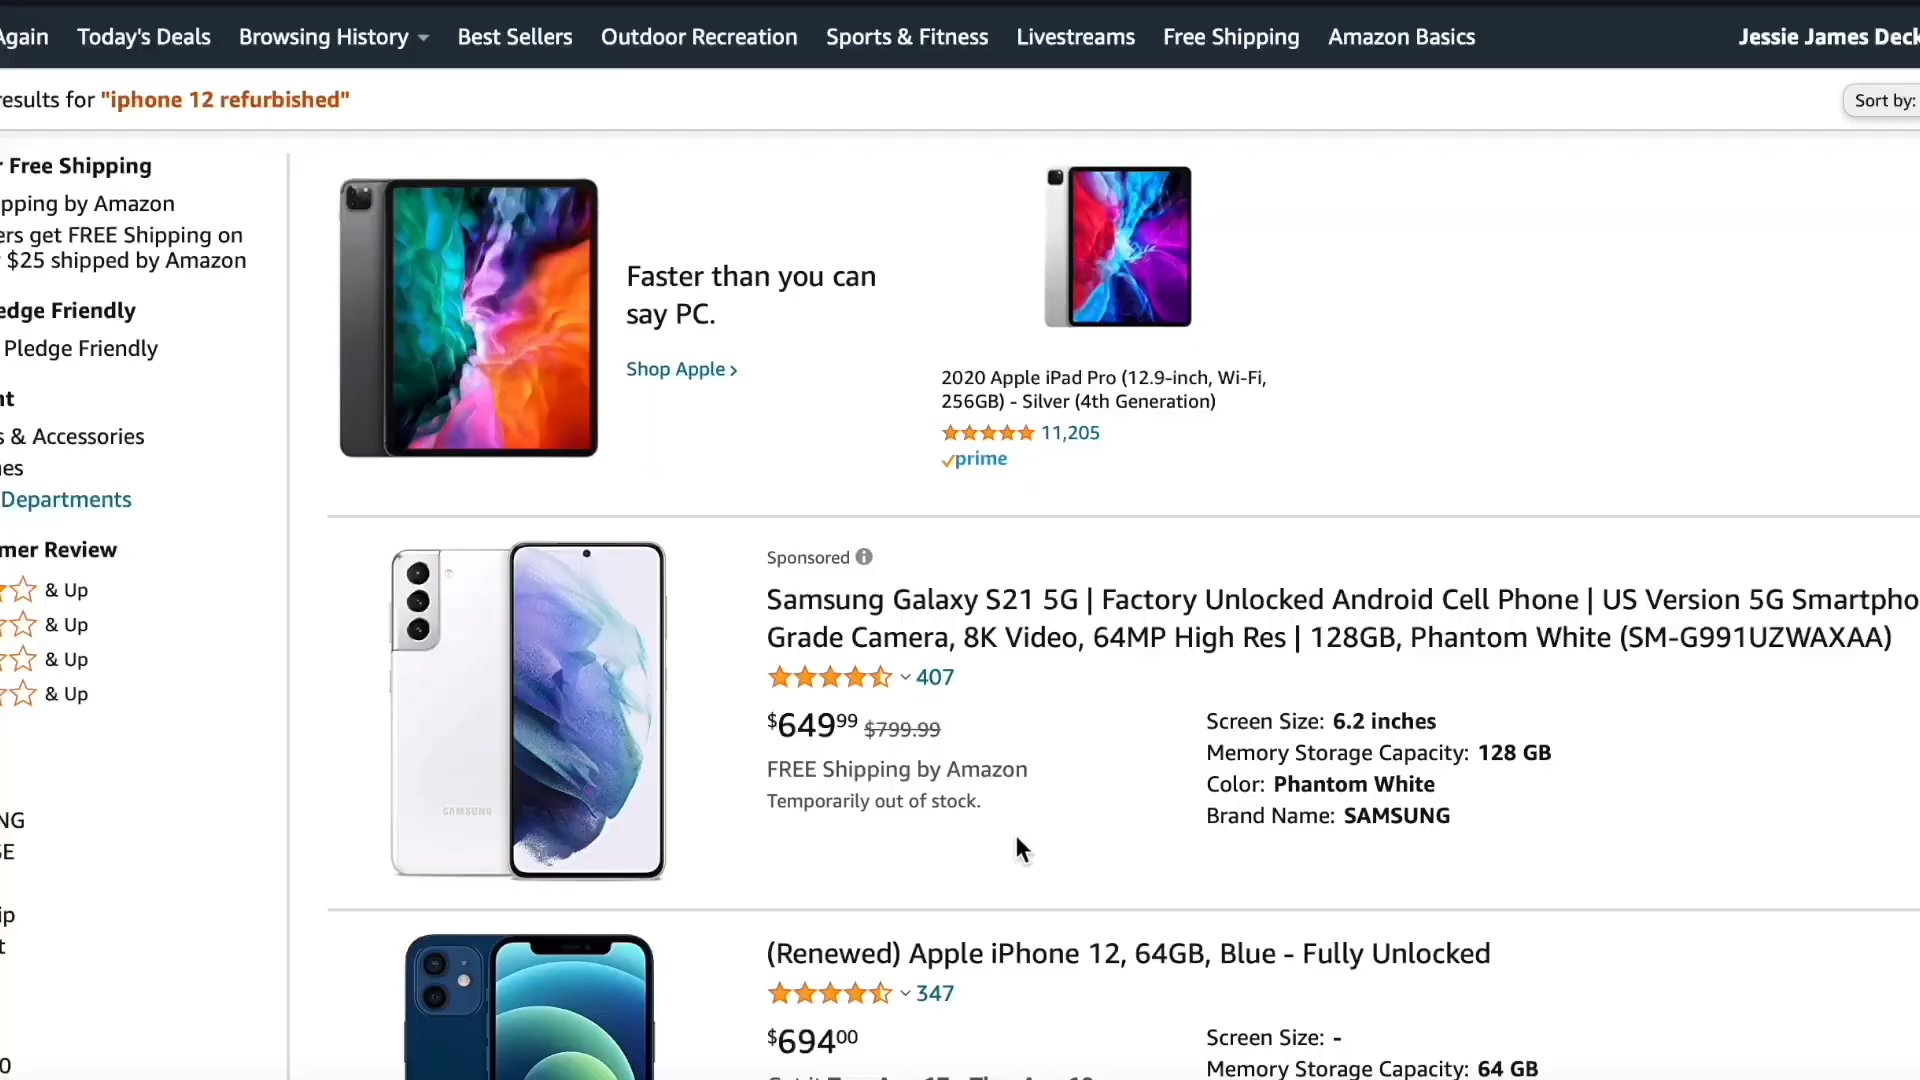 Again Today's Deals Browsing History Best Sellers Outdoor Recreation Sports & Fitness Livestreams Free Shipping Amazon Basics Jessie James Deck
results for "iphone 12 refurbished"
Sort by:
r Free Shipping
pping by Amazon
ers get FREE Shipping on
r $25 shipped by Amazon
edge Friendly
Pledge Friendly
nt
s & Accessories
nes
Departments
mer Review
& Up
& Up
& Up
& Up
NG
SE
ip
t
0
Faster than you can
say PC.
Shop Apple ›
2020 Apple iPad Pro (12.9-inch, Wi-Fi,
256GB) - Silver (4th Generation)
11,205
prime
Sponsored
Samsung Galaxy S21 5G | Factory Unlocked Android Cell Phone | US Version 5G Smartpho
Grade Camera, 8K Video, 64MP High Res | 128GB, Phantom White (SM-G991UZWAXAA)
407
$649.99 $799.99
FREE Shipping by Amazon
Temporarily out of stock.
Screen Size: 6.2 inches
Memory Storage Capacity: 128 GB
Color: Phantom White
Brand Name: SAMSUNG
SAMSUNG
(Renewed) Apple iPhone 12, 64GB, Blue - Fully Unlocked
347
$694.00
Screen Size: -
Memory Storage Capacity: 64 GB